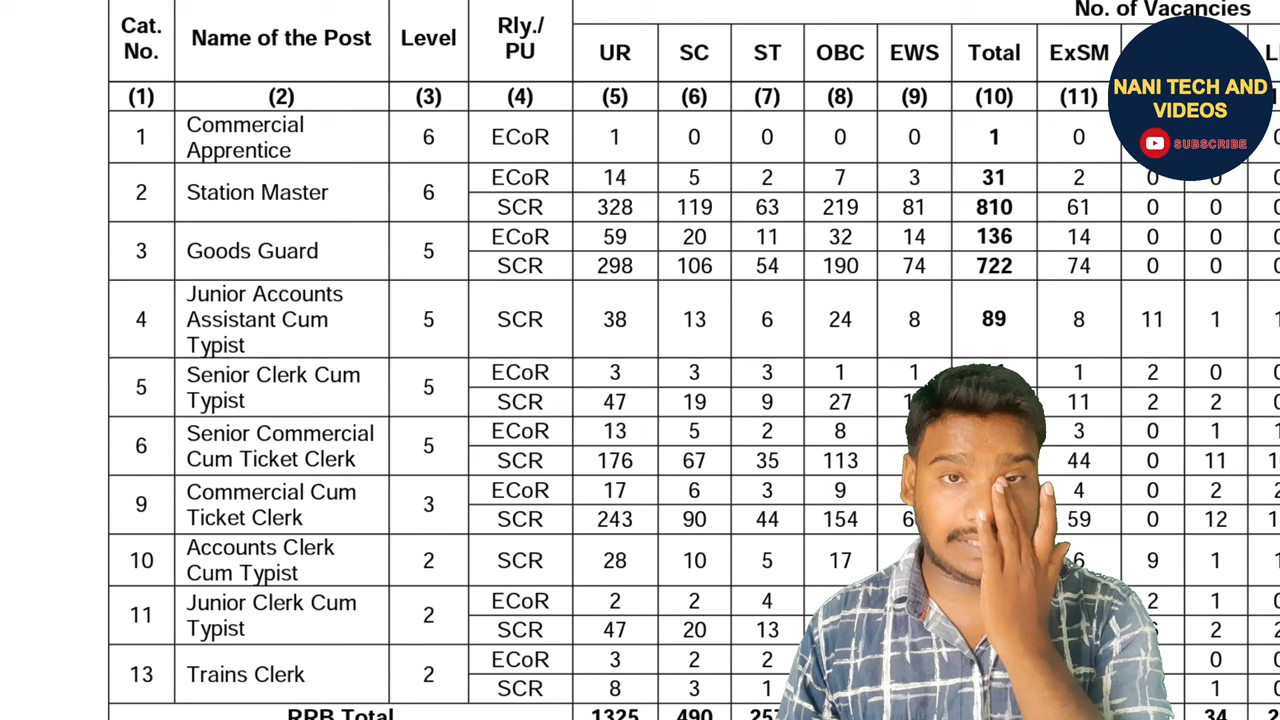 No. of Vacancies
Cat. No. Name of the Post Level Rly./ PU UR SC ST OBC EWS Total ExSM
(1) (2) (3) (4) (5) (6) (7) (8) (9) (10) (11)
NANI TECH AND
VIDEOS
SUBSCRIBE
1 Commercial Apprentice 6 ECoR 1 0 0 0 0 1 0
2 Station Master 6 ECoR 14 5 2 7 3 31 2 0 0 0
SCR 328 119 63 219 81 810 61 0 0 0
3 Goods Guard 5 ECoR 59 20 11 32 14 136 14 0 0 0
SCR 298 106 54 190 74 722 74 0 0 0
4 Junior Accounts Assistant Cum Typist 5 SCR 38 13 6 24 8 89 8 11 1
5 Senior Clerk Cum Typist 5 ECoR 3 3 3 1 1 1 2 0
SCR 47 19 9 27 11 2 2
6 Senior Commercial Cum Ticket Clerk 5 ECoR 13 5 2 8 3 0 1
SCR 176 67 35 113 44 0 11
9 Commercial Cum Ticket Clerk 3 ECoR 17 6 3 9 4 0 2
SCR 243 90 44 154 59 0 12
10 Accounts Clerk Cum Typist 2 SCR 28 10 5 17 6 9 1
11 Junior Clerk Cum Typist 2 ECoR 2 2 4 2 1
SCR 47 20 13 2
13 Trains Clerk 2 ECoR 3 2 2 0
SCR 8 3 1 1
RRB Total 1325 490 257 34